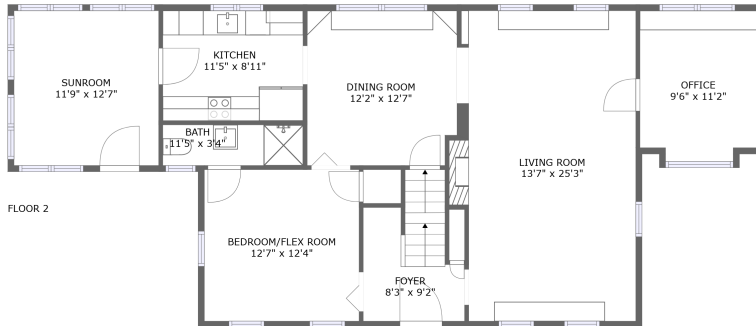 KITCHEN
11'5" x 8'11"
SUNROOM
11'9" x 12'7"
DINING ROOM
12'2" x 12'7"
OFFICE
9'6" x 11'2"
BATH
11'5" x 3'4"
LIVING ROOM
13'7" x 25'3"
FLOOR 2
BEDROOM/FLEX ROOM
12'7" x 12'4"
FOYER
8'3" x 9'2"